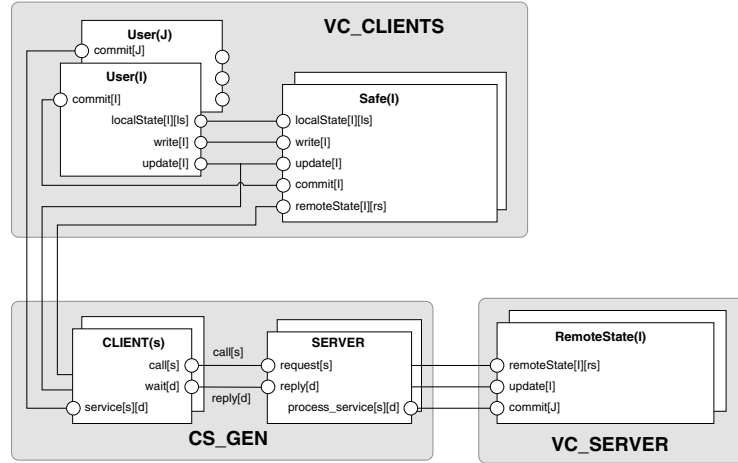 VC_CLIENTS
User(J)
commit[J]
User(I)
commit[I]
localState[I][ls]
write[I]
update[I]
Safe(I)
localState[I][ls]
write[I]
update[I]
commit[I]
remoteState[I][rs]
CLIENT(s)
call[s]
wait[d]
service[s][d]
call[s]
reply[d]
SERVER
request[s]
reply[d]
process_service[s][d]
CS_GEN
RemoteState(I)
remoteState[I][rs]
update[I]
commit[J]
VC_SERVER